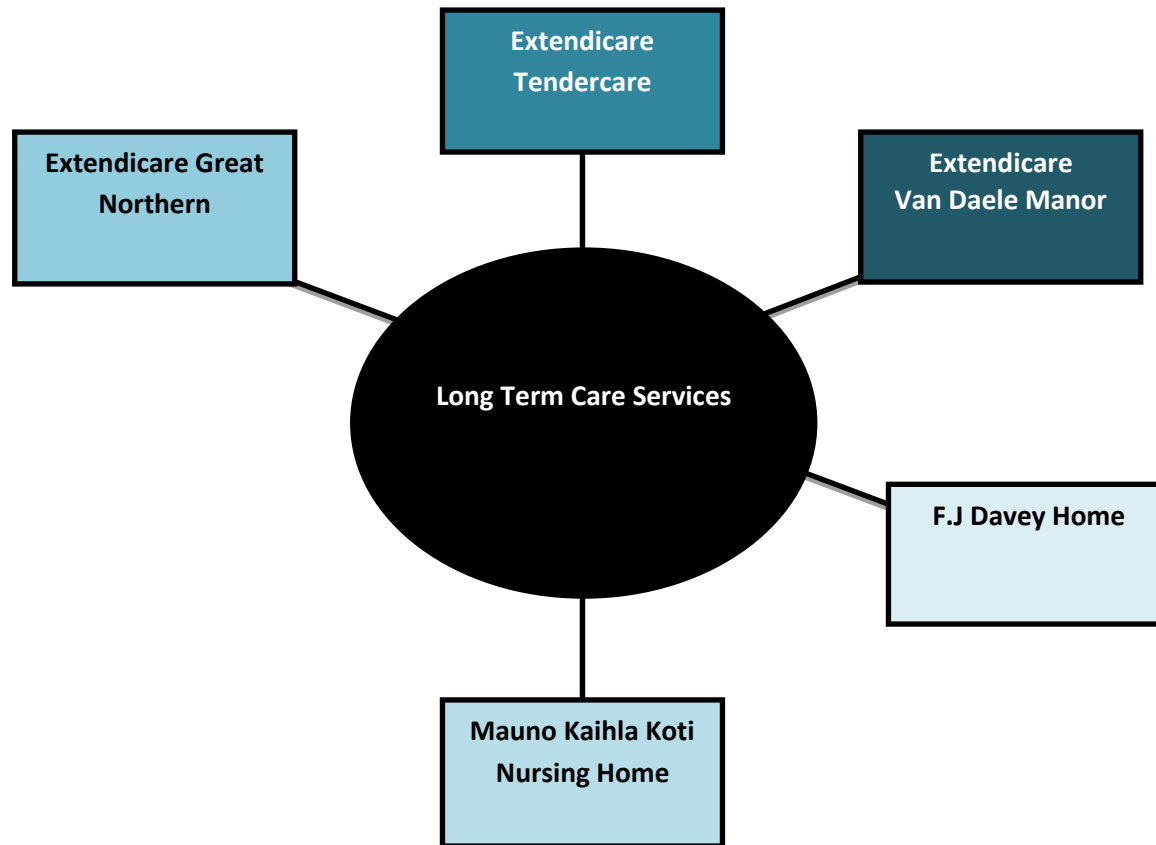 Extendicare
Tendercare
Extendicare Great
Northern
Extendicare
Van Daele Manor
Long Term Care Services
F.J Davey Home
Mauno Kaihla Koti
Nursing Home